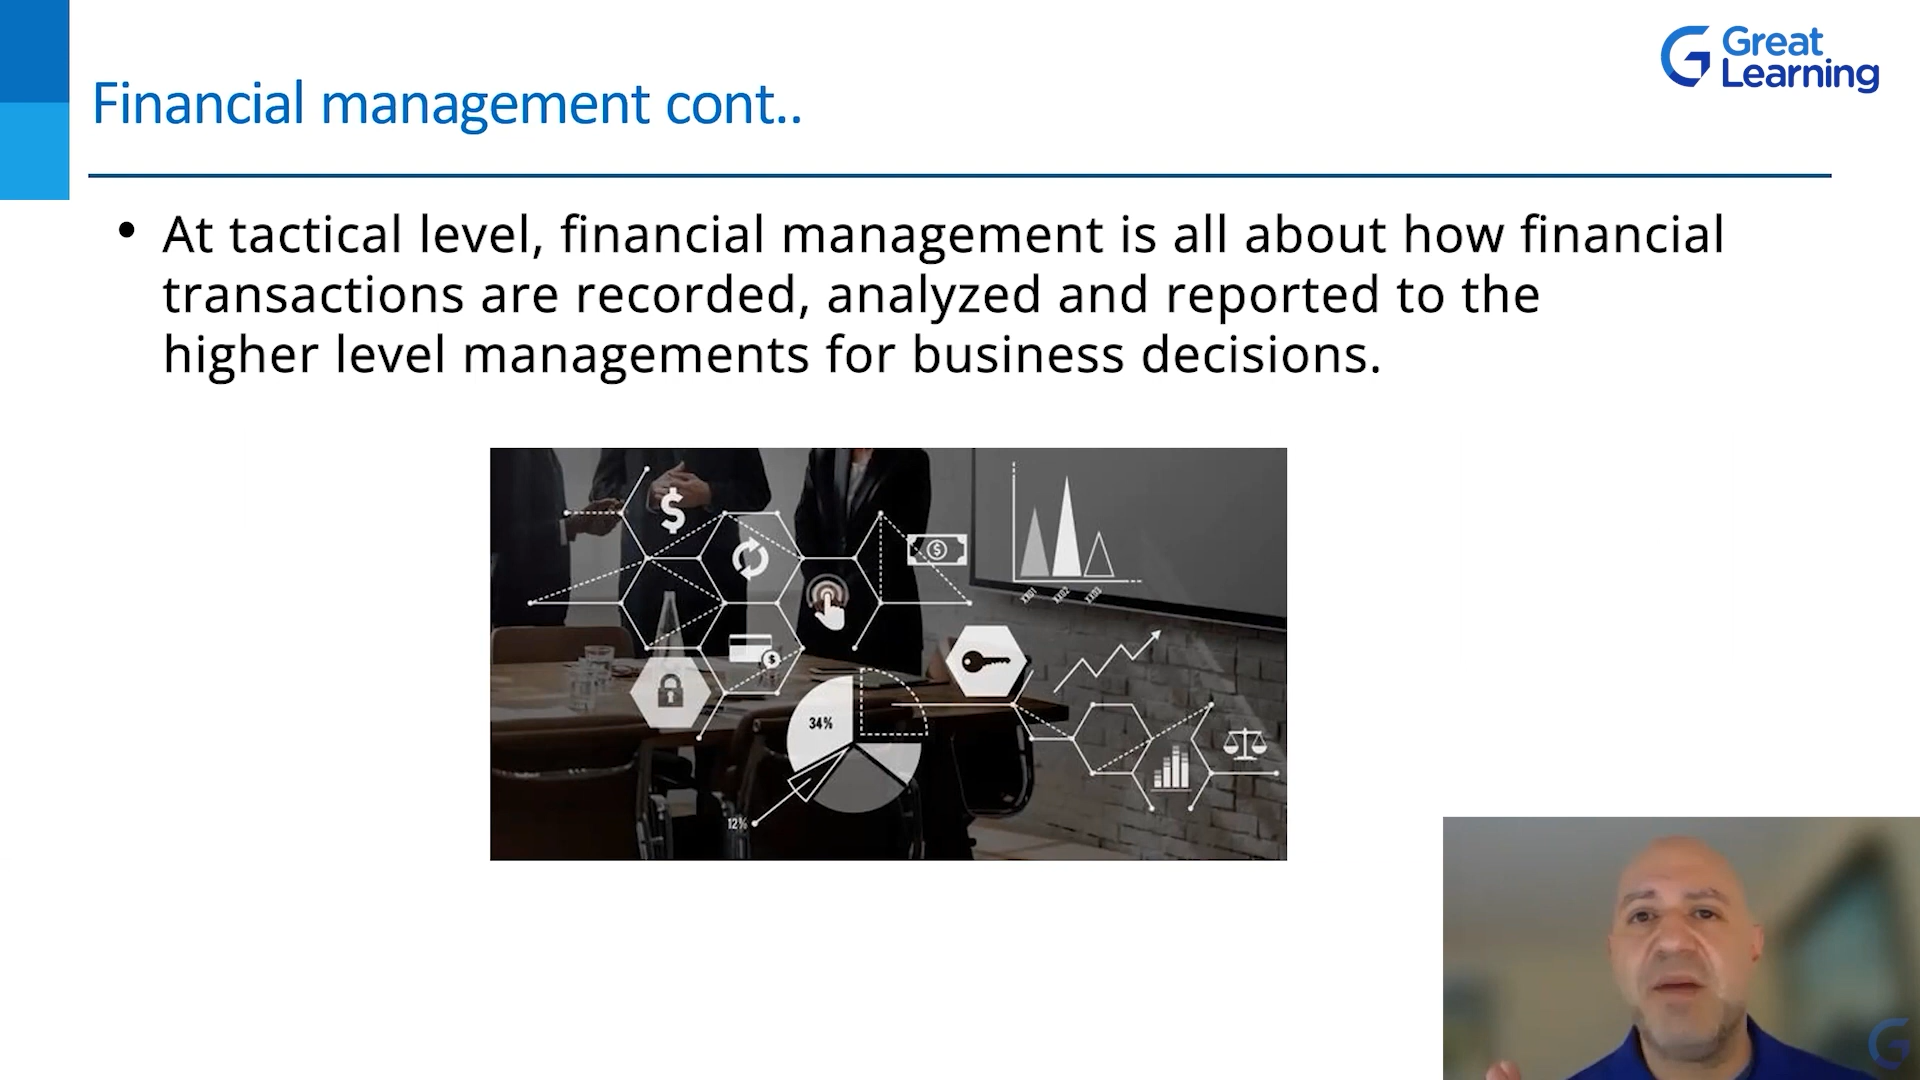 Great
Learning
Financial management cont..
• At tactical level, financial management is all about how financial
transactions are recorded, analyzed and reported to the
higher level managements for business decisions.
$
$
$
34%
12%